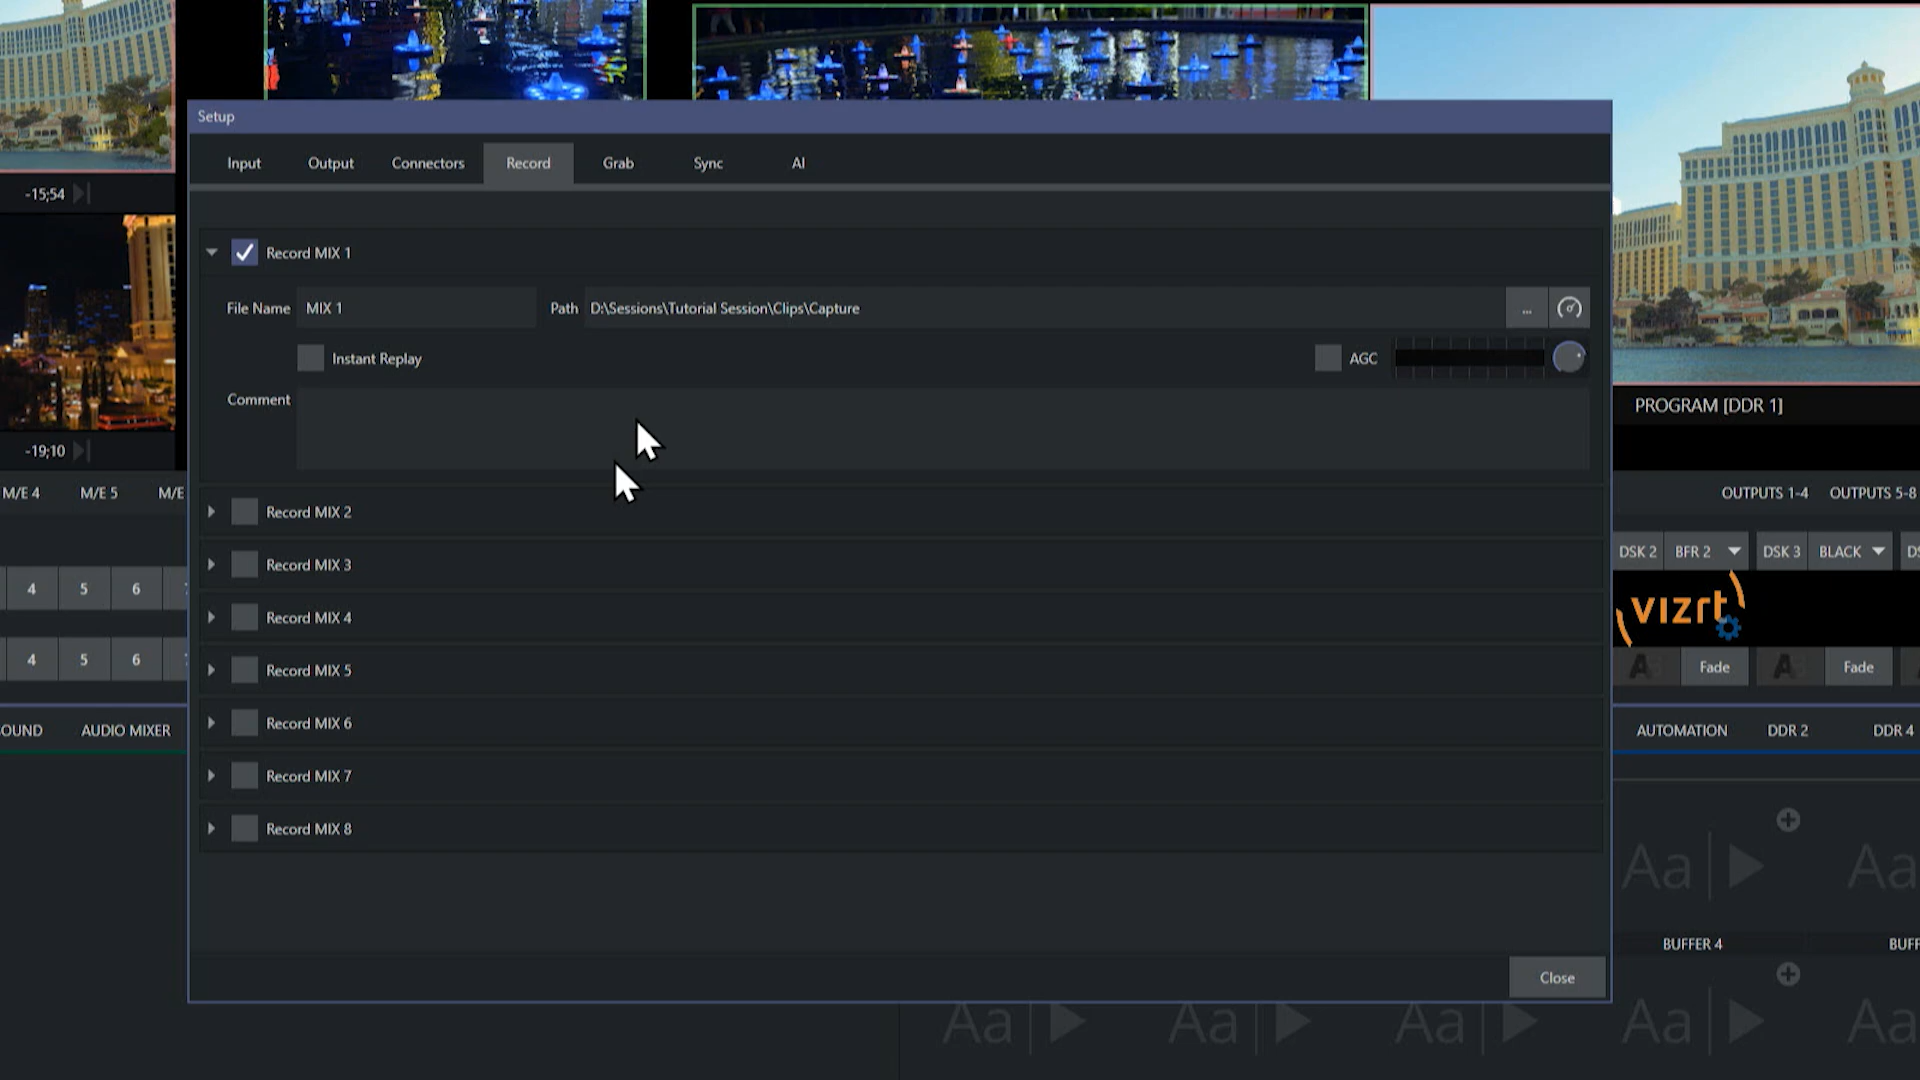 Setup
Input Output Connectors Record Grab Sync AI
-15;54
Record MIX 1
File Name MIX 1 Path D:\Sessions\Tutorial Session\Clips\Capture ...
Instant Replay AGC
Comment
PROGRAM [DDR 1]
-19;10
M/E 4 M/E 5 M/E
OUTPUTS 1-4 OUTPUTS 5-8
Record MIX 2
DSK 2 BFR 2 DSK 3 BLACK
Record MIX 3
4 5 6
vizrt
Record MIX 4
4 5 6
Fade Fade
Record MIX 5
Record MIX 6
OUND AUDIO MIXER
AUTOMATION DDR 2 DDR 4
Record MIX 7
Record MIX 8
Aa Aa
BUFFER 4 BUFF
Close
Aa Aa Aa Aa Aa